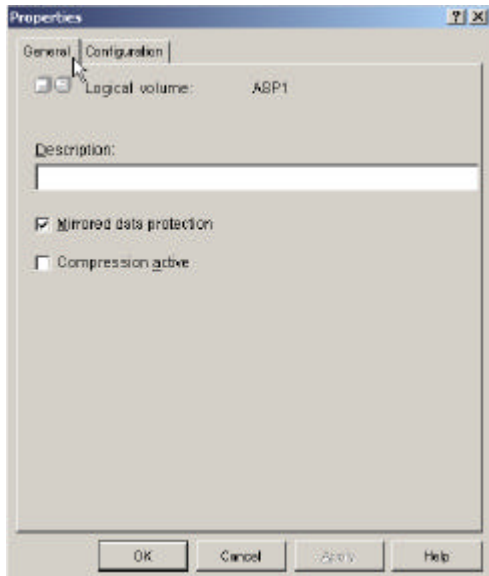 Properties
General Configuration
Logical volume: ASP1
Description:
Mirrored data protection
Compression active
OK Cancel Apply Help